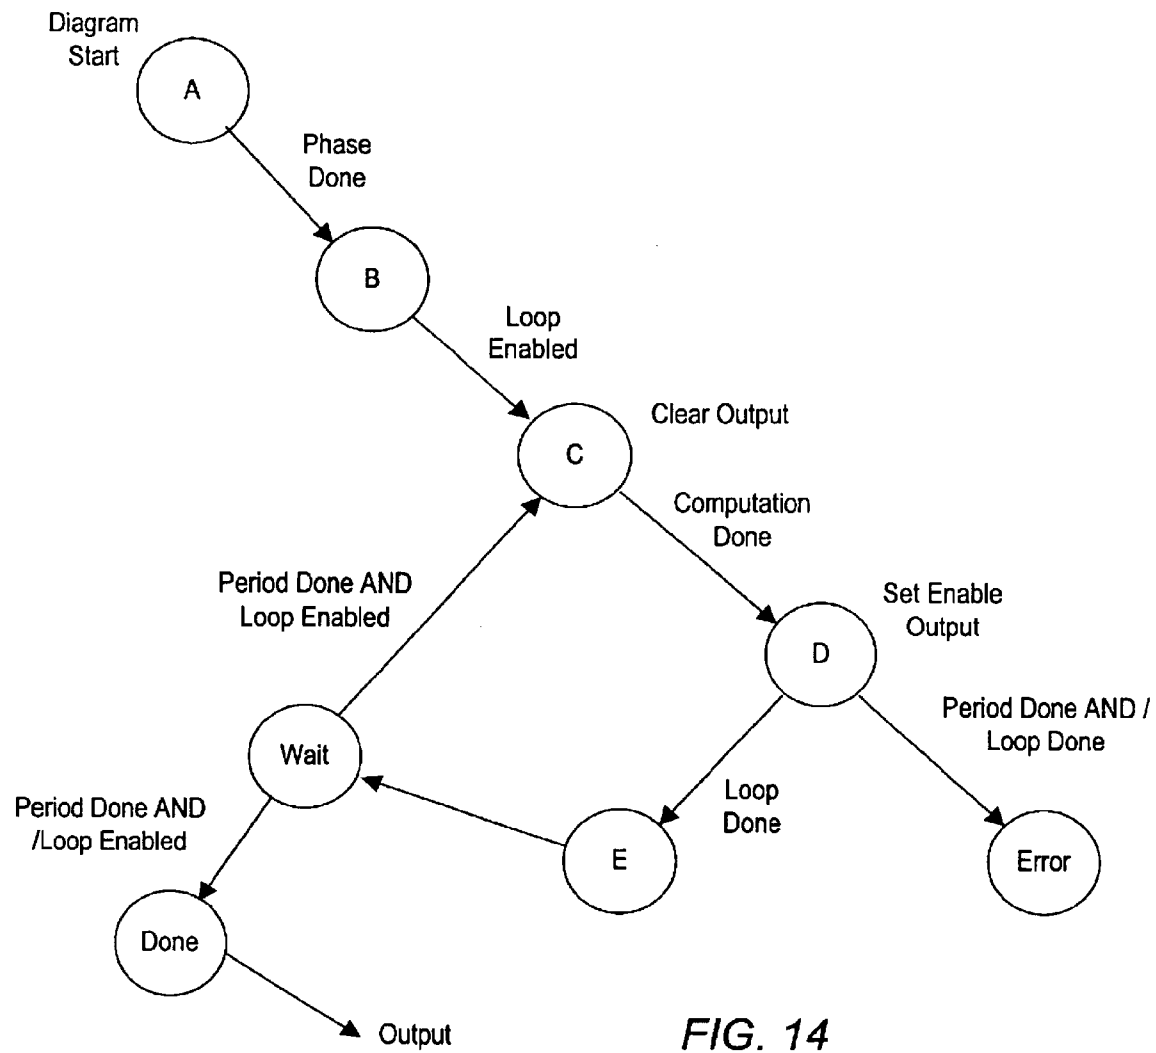 Diagram
Start
A
Phase
Done
B
Loop
Enabled
C
Clear Output
Computation
Done
Period Done AND
Loop Enabled
Set Enable
Output
D
Period Done AND /
Loop Done
Wait
Loop
Done
Period Done AND
/Loop Enabled
E
Error
Done
Output
FIG. 14